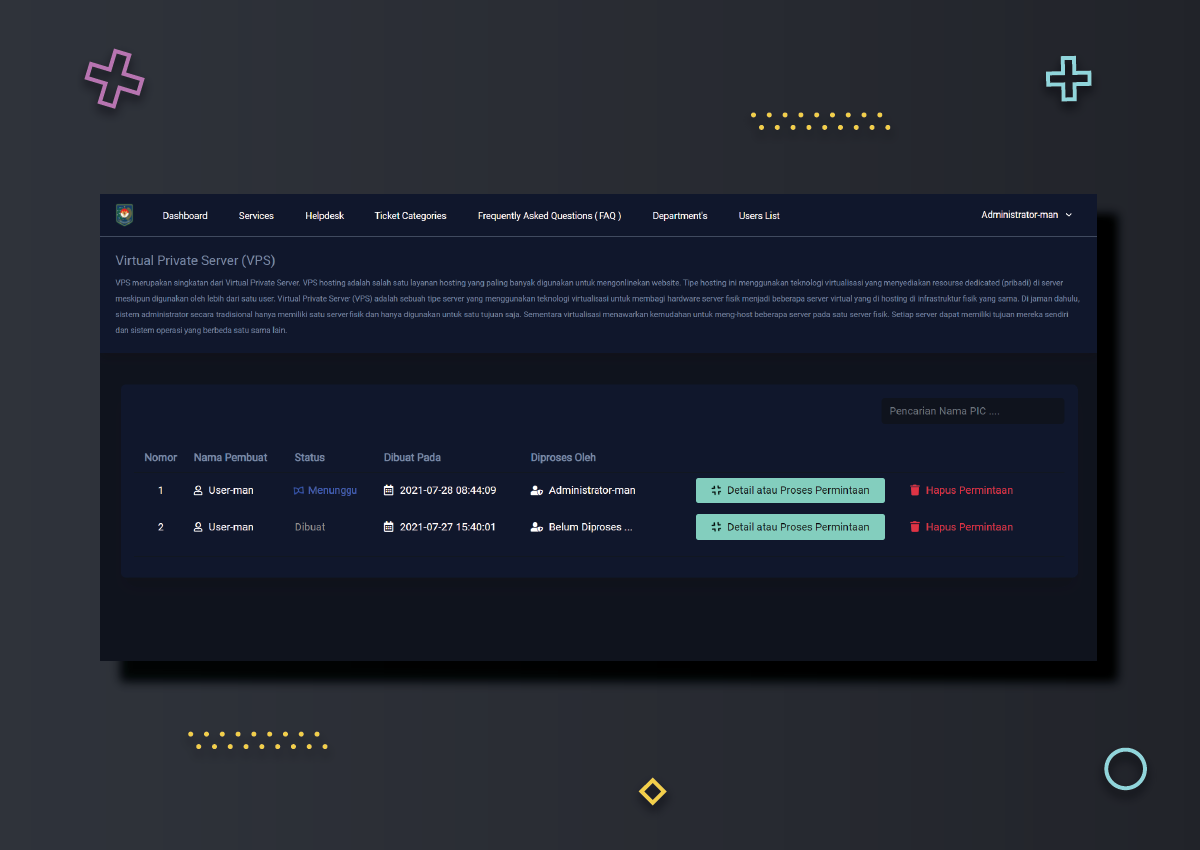 Dashboard Services Helpdesk Ticket Categories Frequently Asked Questions ( FAQ ) Department's Users List Administrator-man
Virtual Private Server (VPS)
VPS merupakan singkatan dari Virtual Private Server. VPS hosting adalah salah satu layanan hosting yang paling banyak digunakan untuk mengonlinekan website. Tipe hosting ini menggunakan teknologi virtualisasi yang menyediakan resourse dedicated (pribadi) di server
meskipun digunakan oleh lebih dari satu user. Virtual Private Server (VPS) adalah sebuah tipe server yang menggunakan teknologi virtualisasi untuk membagi hardware server fisik menjadi beberapa server virtual yang di hosting di infrastruktur fisik yang sama. Di jaman dahulu,
sistem administrator secara tradisional hanya memiliki satu server fisik dan hanya digunakan untuk satu tujuan saja. Sementara virtualisasi menawarkan kemudahan untuk meng-host beberapa server pada satu server fisik. Setiap server dapat memiliki tujuan mereka sendiri
dan sistem operasi yang berbeda satu sama lain.
Pencarian Nama PIC ....
Nomor Nama Pembuat Status Dibuat Pada Diproses Oleh
1 User-man Menunggu 2021-07-28 08:44:09 Administrator-man Detail atau Proses Permintaan Hapus Permintaan
2 User-man Dibuat 2021-07-27 15:40:01 Belum Diproses ... Detail atau Proses Permintaan Hapus Permintaan